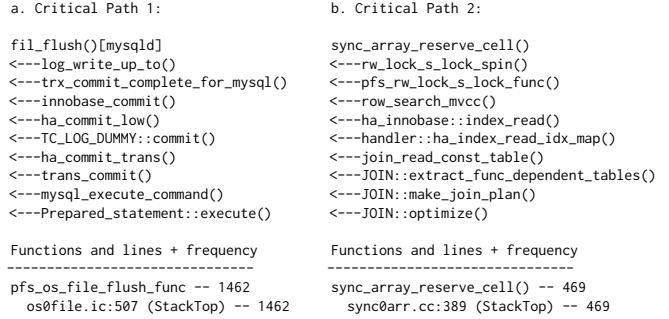 a. Critical Path 1:
fil_flush()[mysqld]
<---log_write_up_to()
<---trx_commit_complete_for_mysql()
<---innobase_commit()
<---ha_commit_low()
<---TC_LOG_DUMMY::commit()
<---ha_commit_trans()
<---trans_commit()
<---mysql_execute_command()
<---Prepared_statement::execute()
Functions and lines + frequency
-------------------------------
pfs_os_file_flush_func -- 1462
os0file.ic:507 (StackTop) -- 1462
b. Critical Path 2:
sync_array_reserve_cell()
<---rw_lock_s_lock_spin()
<---pfs_rw_lock_s_lock_func()
<---row_search_mvcc()
<---ha_innobase::index_read()
<---handler::ha_index_read_idx_map()
<---join_read_const_table()
<---JOIN::extract_func_dependent_tables()
<---JOIN::make_join_plan()
<---JOIN::optimize()
Functions and lines + frequency
-------------------------------
sync_array_reserve_cell() -- 469
sync0arr.cc:389 (StackTop) -- 469